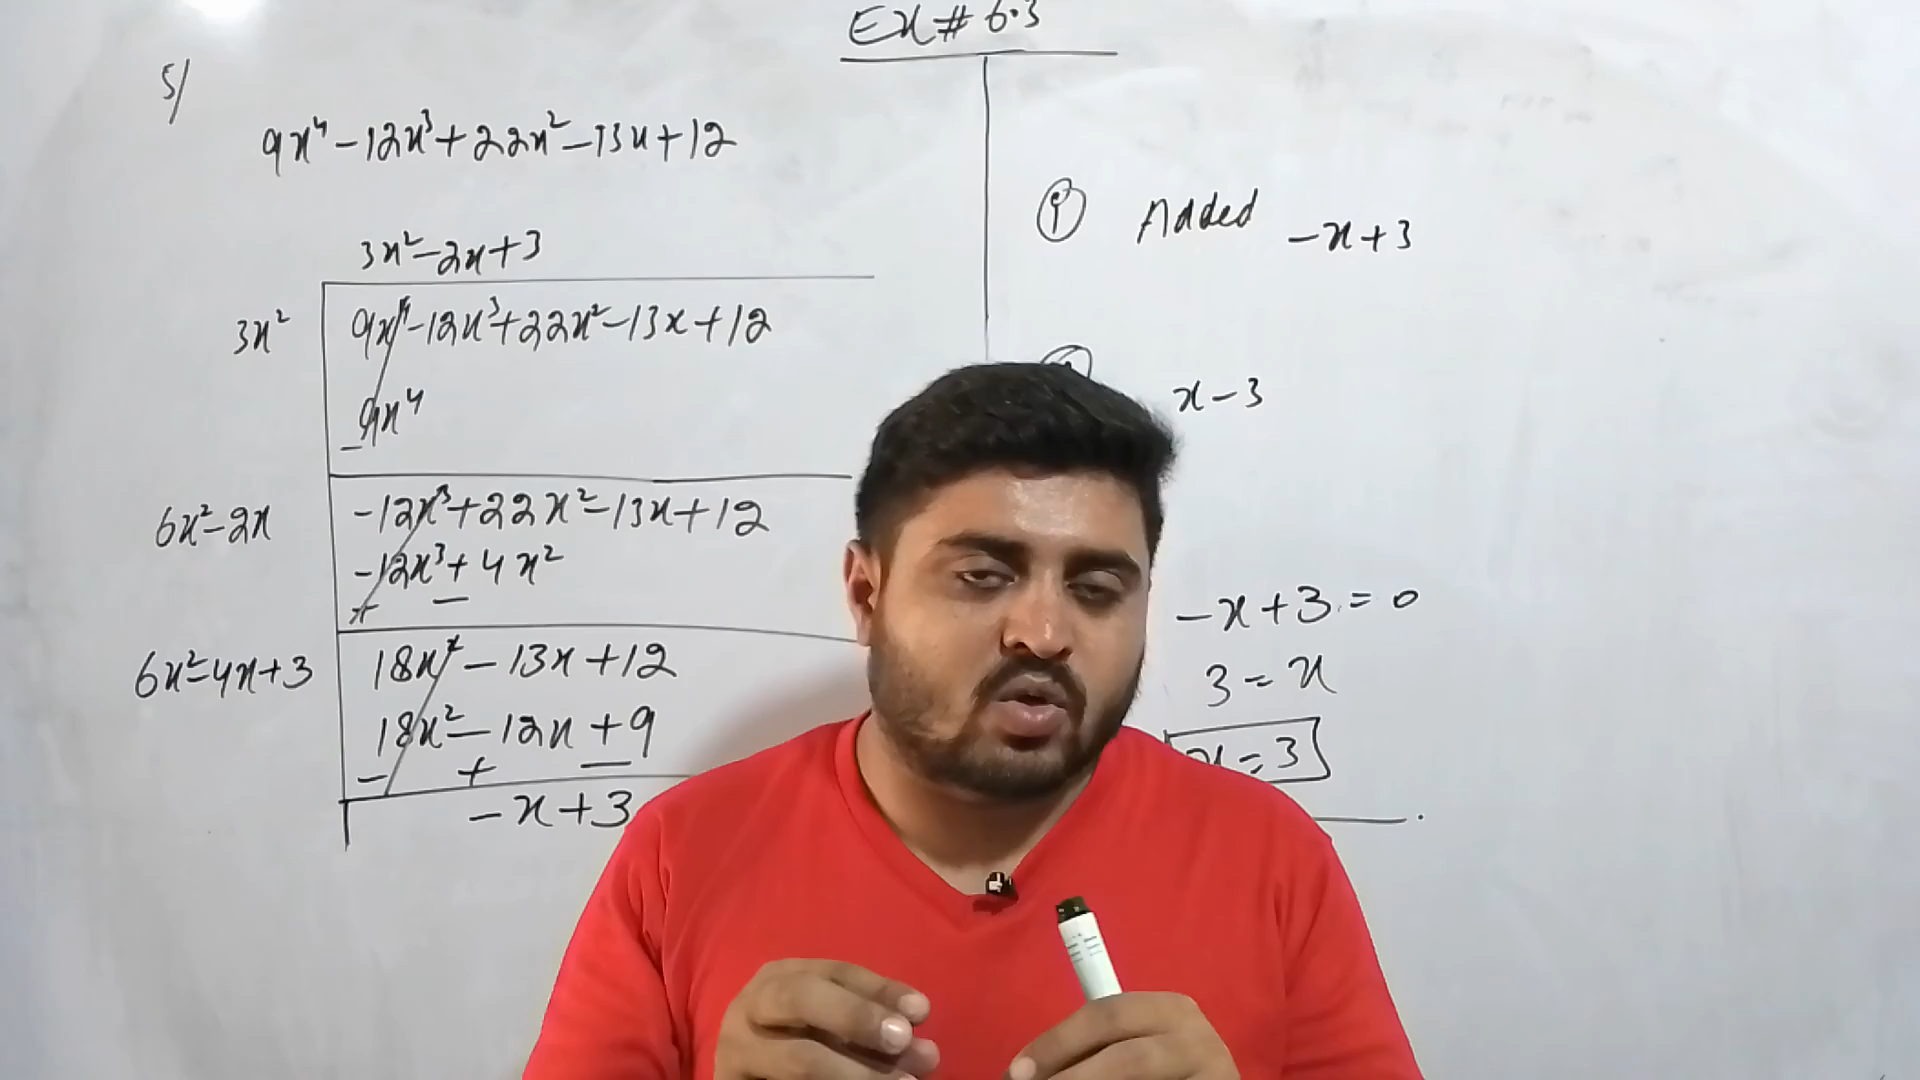 Ex # 6.3
5/
9x⁴-12x³+22x²-13x+12
3x²-2x+3
3x² 9x⁴-12x³+22x²-13x+12
9x⁴
-
6x²-2x -12x³+22x²-13x+12
-12x³+4x²
+ -
6x²-4x+3 18x²-13x+12
18x²-12x+9
- + -
-x+3
(i) Added -x+3
x-3
-x+3=0
3=x
x=3